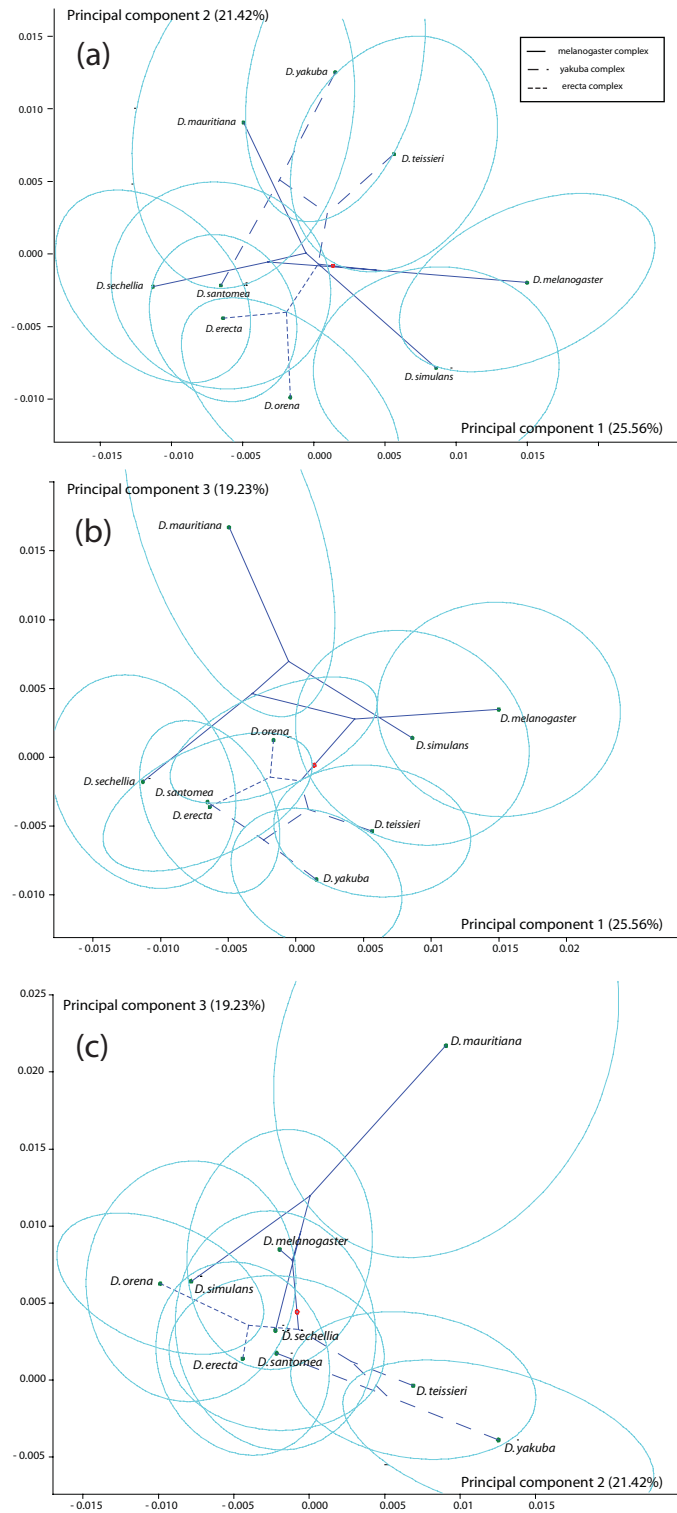 Principal component 2 (21.42%)
(a)
melanogaster complex
yakuba complex
erecta complex
0.015
0.010
0.005
0.000
- 0.005
- 0.010
D. yakuba
D. mauritiana
D. teissieri
D. sechellia
D. santomea
D. melanogaster
D. erecta
D. simulans
D. orena
Principal component 1 (25.56%)
- 0.015 - 0.010 - 0.005 0.000 0.005 0.01 0.015
Principal component 3 (19.23%)
(b)
0.015
0.010
0.005
0.000
- 0.005
- 0.010
D. mauritiana
D. melanogaster
D. orena
D. simulans
D. sechellia
D. santomea
D. erecta
D. teissieri
D. yakuba
Principal component 1 (25.56%)
- 0.015 - 0.010 - 0.005 0.000 0.005 0.01 0.015 0.02
0.025
Principal component 3 (19.23%)
(c)
0.020
0.015
0.010
0.005
0.000
-0.005
D. mauritiana
D. melanogaster
D. orena
D. simulans
D. sechellia
D. erecta
D. santomea
D. teissieri
D. yakuba
Principal component 2 (21.42%)
-0.015 -0.010 -0.005 0.000 0.005 0.010 0.015